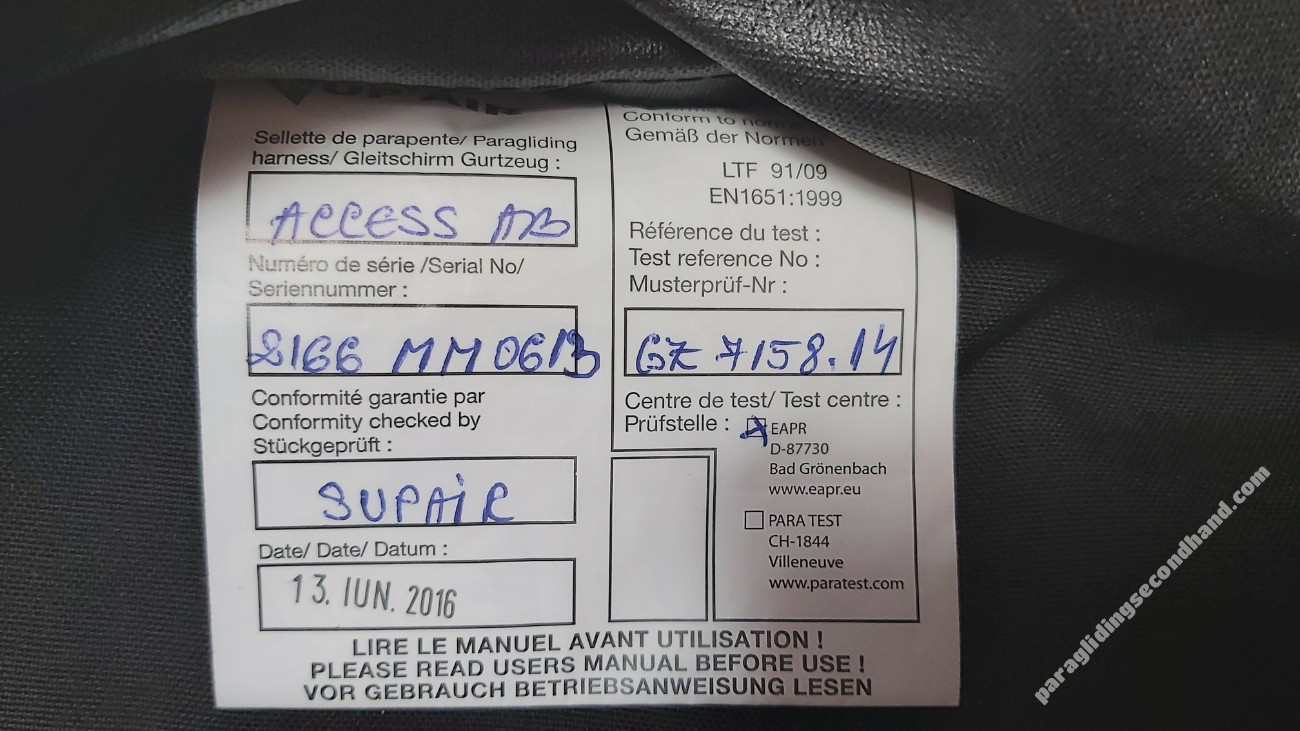 Sellette de parapente/ Paragliding
harness/ Gleitschirm Gurtzeug :
ACCESS AB
Numéro de série /Serial No/
Seriennummer :
S166 MM061B
Conformité garantie par
Conformity checked by
Stückgeprüft :
SUPAiR
Date/ Date/ Datum :
13. IUN. 2016
Conform to
Gemäß der Normen
LTF 91/09
EN1651:1999
Référence du test :
Test reference No :
Musterprüf-Nr :
GZ 7158.14
Centre de test/ Test centre :
Prüfstelle :
EAPR
D-87730
Bad Grönenbach
www.eapr.eu
PARA TEST
CH-1844
Villeneuve
www.paratest.com
LIRE LE MANUEL AVANT UTILISATION !
PLEASE READ USERS MANUAL BEFORE USE !
VOR GEBRAUCH BETRIEBSANWEISUNG LESEN
paraglidingsecondhand.com